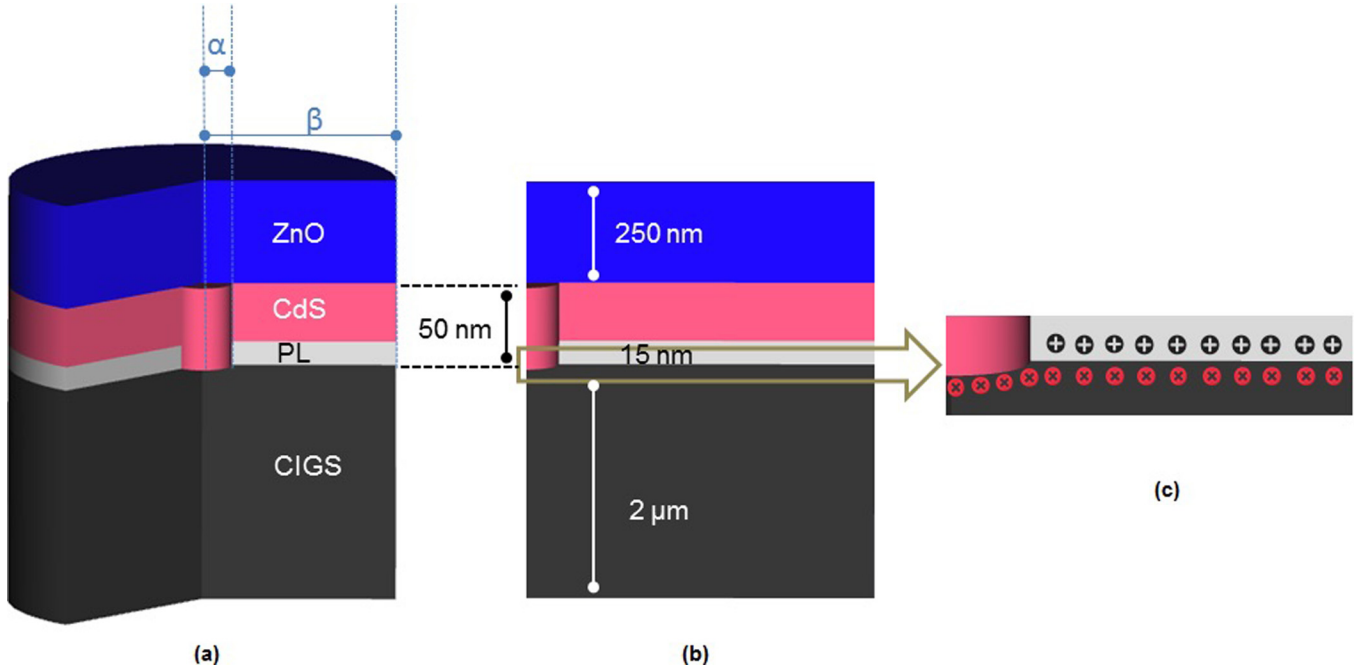 α
β
ZnO
CdS
PL
CIGS
(a)
50 nm
250 nm
15 nm
2 µm
(b)
(c)